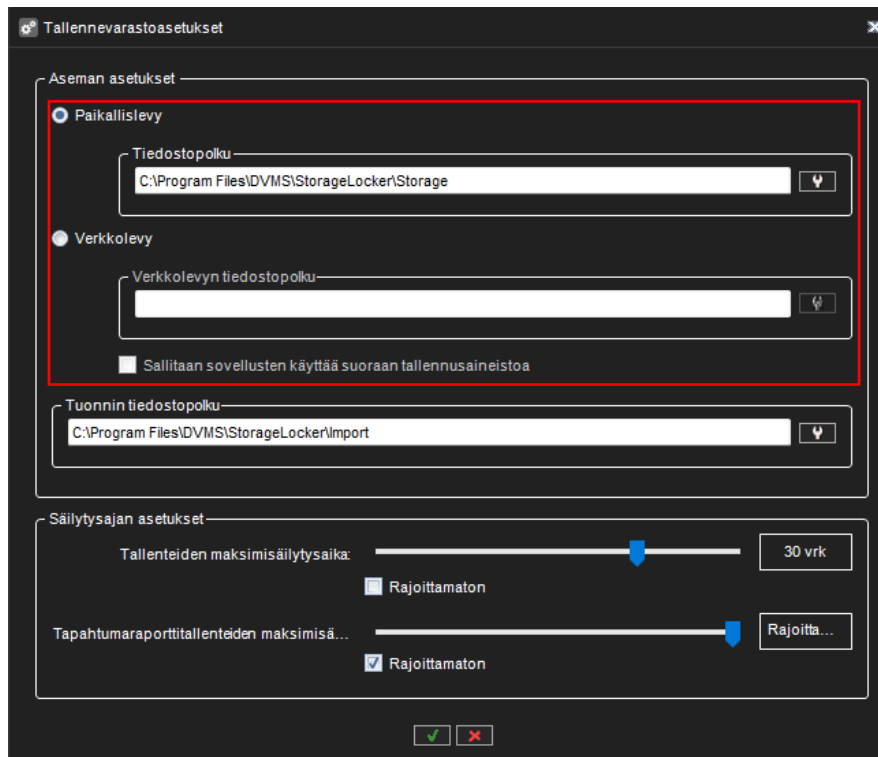 Tallennevarastoasetukset
Aseman asetukset
Paikallislevy
Tiedostopolku
C:\Program Files\DVMS\StorageLocker\Storage
Verkkolevy
Verkkolevyn tiedostopolku
Sallitaan sovellusten käyttää suoraan tallennusaineistoa
Tuonnin tiedostopolku
C:\Program Files\DVMS\StorageLocker\Import
Säilytysajan asetukset
Tallenteiden maksimisäilytysaika: 30 vrk
Rajoittamaton
Tapahtumaraporttitallenteiden maksimisä... Rajoitta...
Rajoittamaton